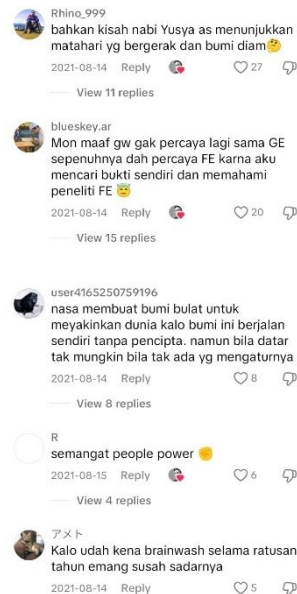 Rhino_999
bahkan kisah nabi Yusya as menunjukkan
matahari yg bergerak dan bumi diam🤔
2021-08-14 Reply 27
View 11 replies
blueskey.ar
Mon maaf gw gak percaya lagi sama GE
sepenuhnya dah percaya FE karna aku
mencari bukti sendiri dan memahami
peneliti FE 😇
2021-08-14 Reply 20
View 15 replies
user4165250759196
nasa membuat bumi bulat untuk
meyakinkan dunia kalo bumi ini berjalan
sendiri tanpa pencipta. namun bila datar
tak mungkin bila tak ada yg mengaturnya
2021-08-14 Reply 8
View 8 replies
R
semangat people power ✊
2021-08-15 Reply 6
View 4 replies
アメト
Kalo udah kena brainwash selama ratusan
tahun emang susah sadarnya
2021-08-14 Reply 5